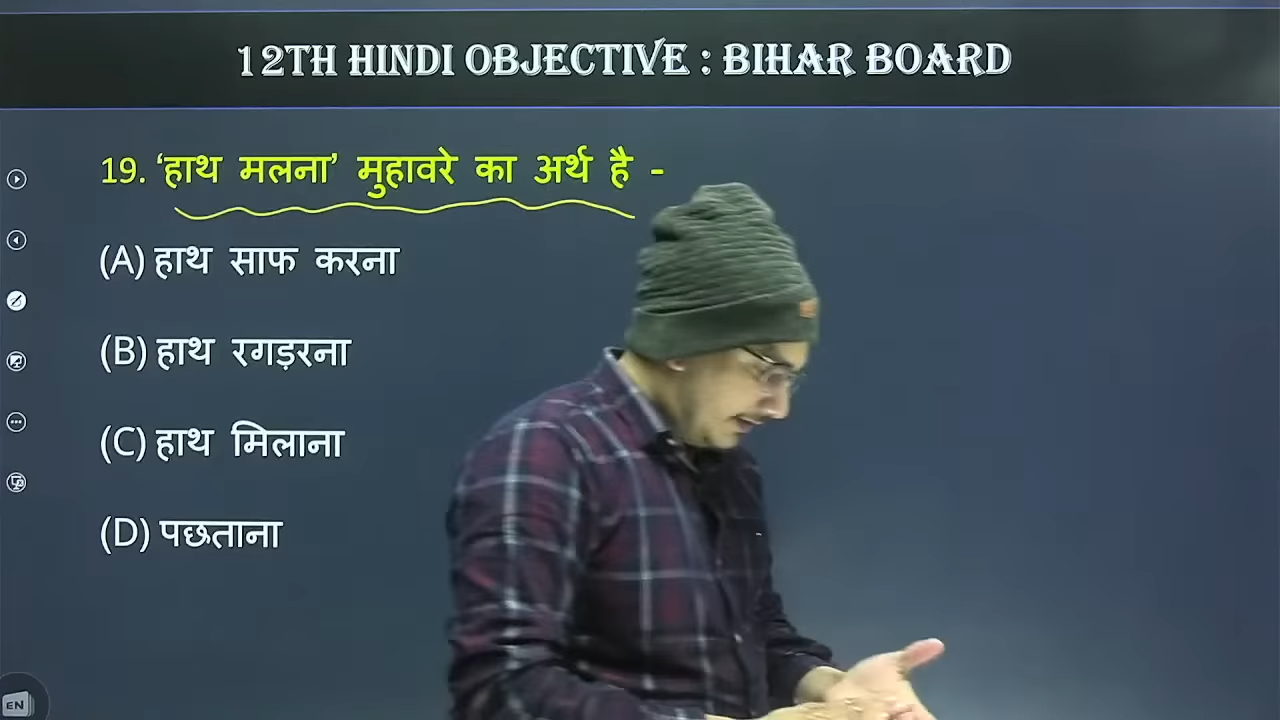 12TH HINDI OBJECTIVE : BIHAR BOARD
19. ‘हाथ मलना’ मुहावरे का अर्थ है -
(A) हाथ साफ करना
(B) हाथ रगड़रना
(C) हाथ मिलाना
(D) पछताना
EN